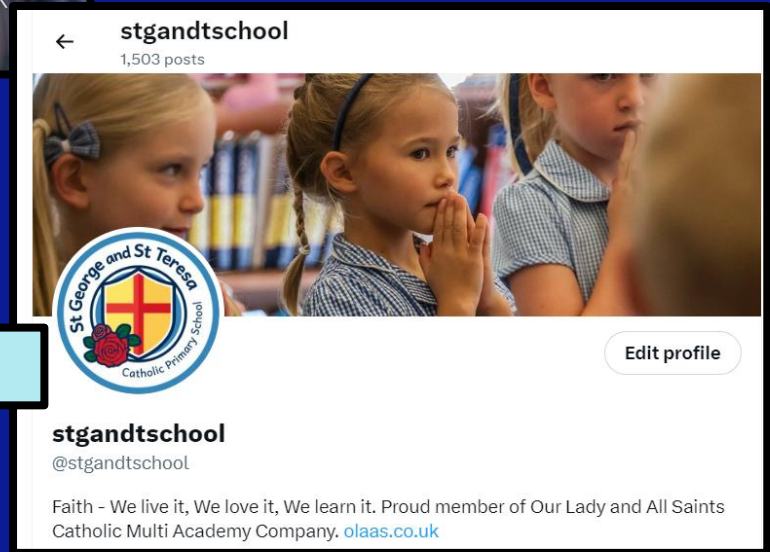 stgandtschool
1,503 posts
St George and St Teresa
Catholic Primary School
Edit profile
stgandtschool
@stgandtschool
Faith - We live it, We love it, We learn it. Proud member of Our Lady and All Saints
Catholic Multi Academy Company. olaas.co.uk